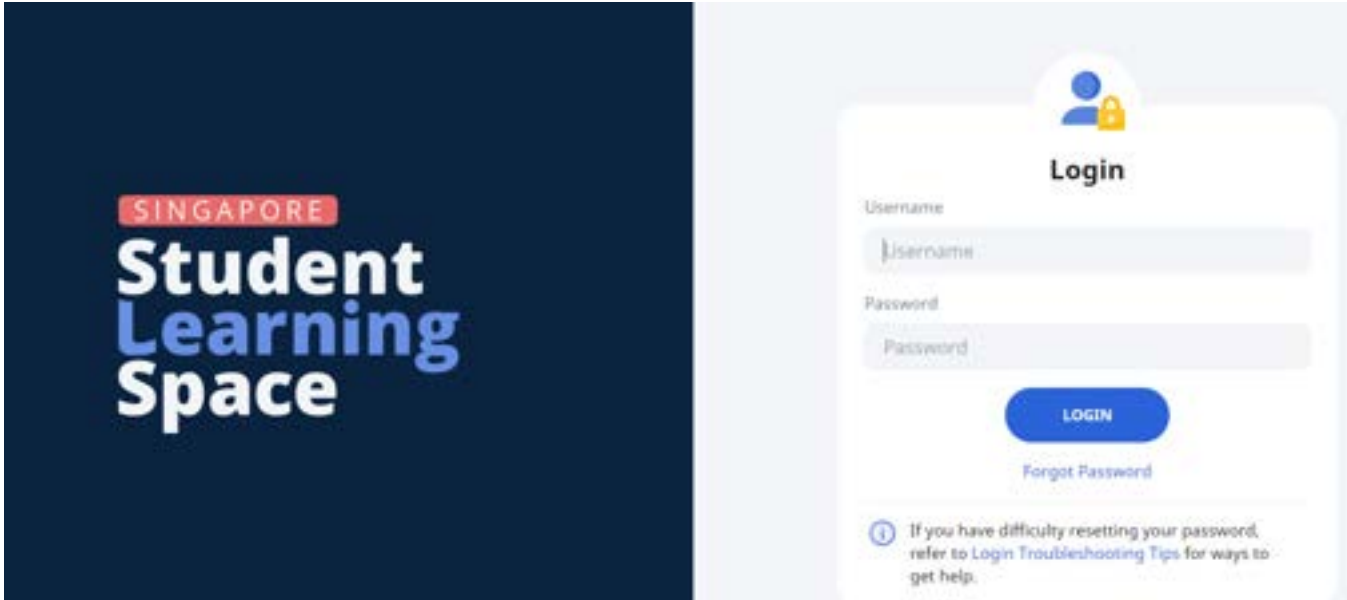 SINGAPORE
Student
Learning
Space
Login
Username
Username
Password
Password
LOGIN
Forgot Password
If you have difficulty resetting your password,
refer to Login Troubleshooting Tips for ways to
get help.